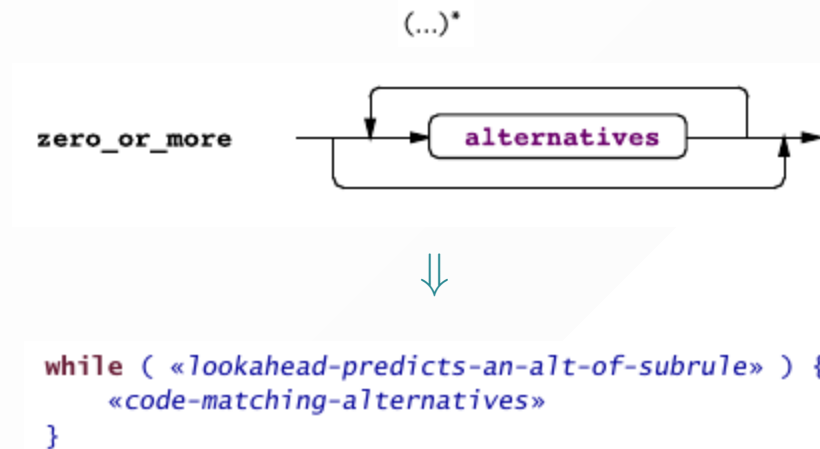 (...)*
zero_or_more
alternatives
⇓
while ( «lookahead-predicts-an-alt-of-subrule» ) {
«code-matching-alternatives»
}